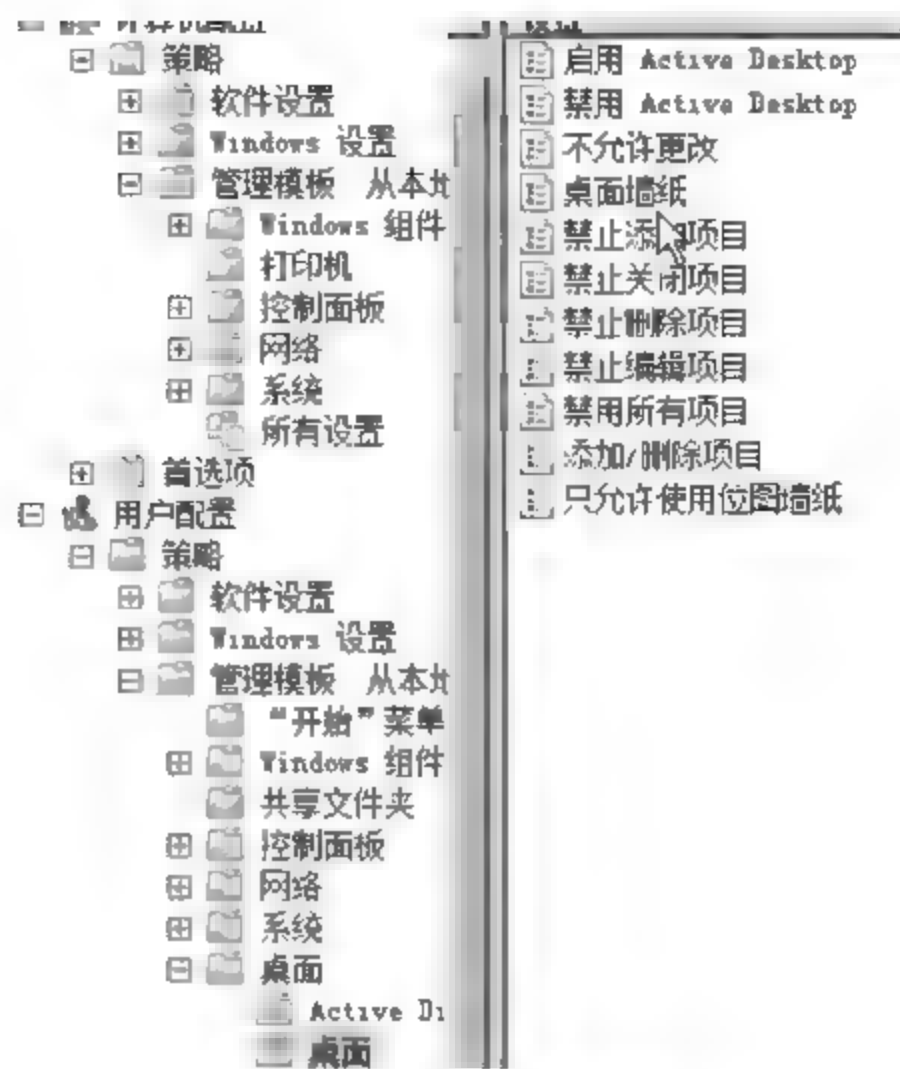 策略
软件设置
Windows 设置
管理模板 从本地
Windows 组件
打印机
控制面板
网络
系统
所有设置
首选项
用户配置
策略
软件设置
Windows 设置
管理模板 从本地
“开始”菜单
Windows 组件
共享文件夹
控制面板
网络
系统
桌面
Active Di
桌面
启用 Active Desktop
禁用 Active Desktop
不允许更改
桌面墙纸
禁止添加项目
禁止关闭项目
禁止删除项目
禁止编辑项目
禁用所有项目
添加/删除项目
只允许使用位图墙纸